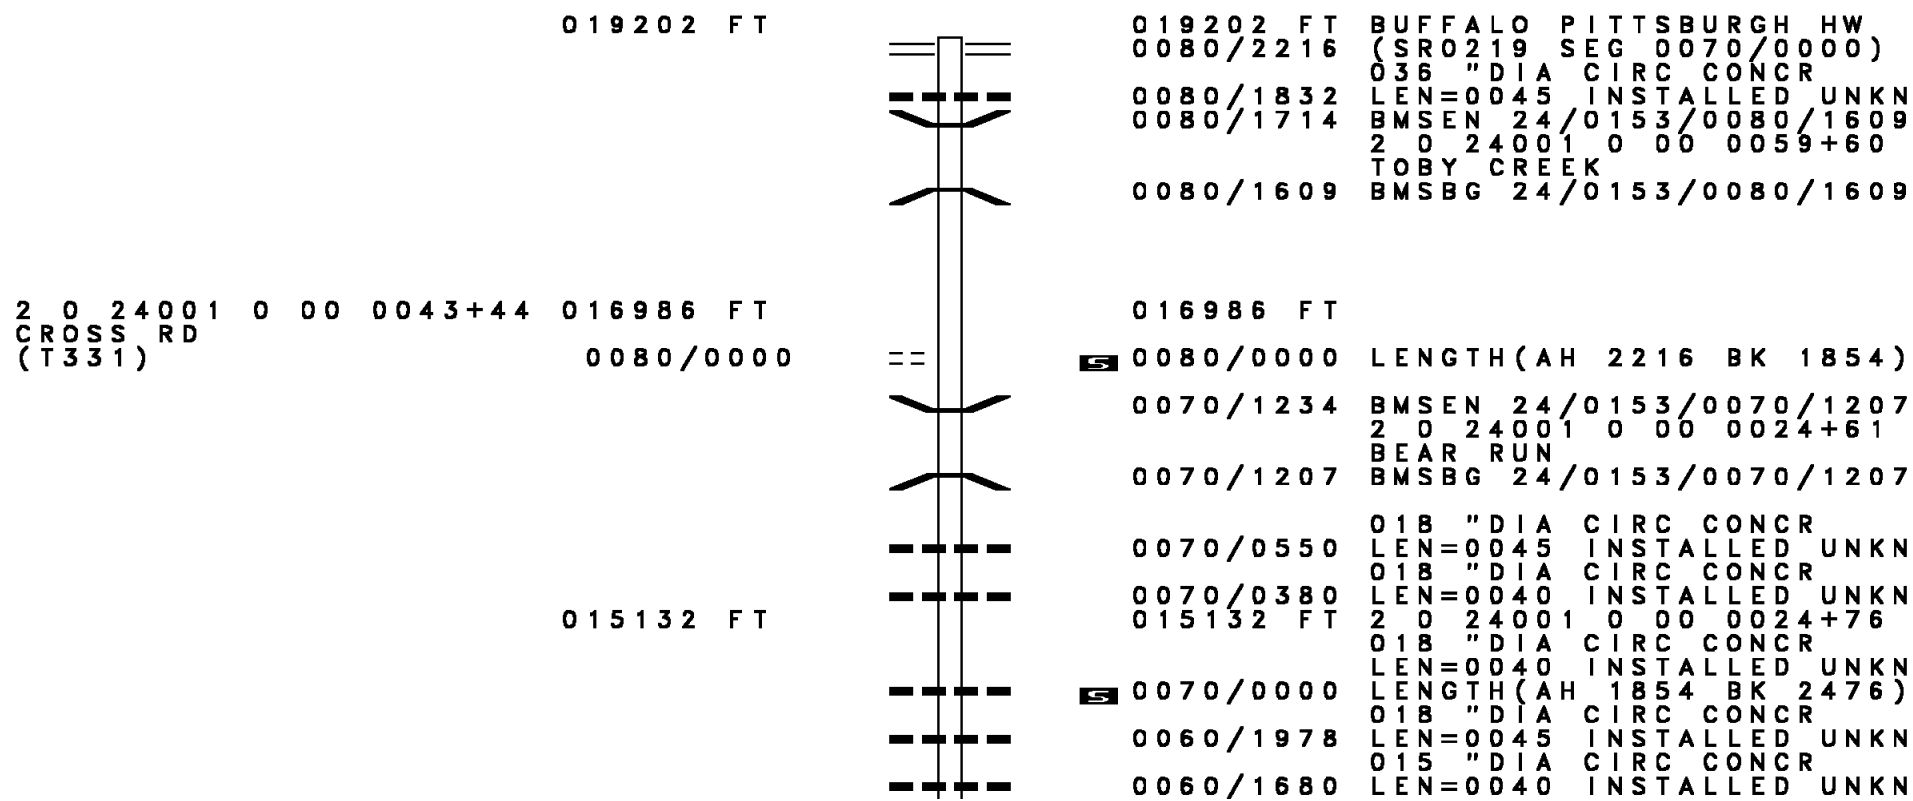 019202 FT 019202 FT BUFFALO PITTSBURGH HW
0080/2216 (SR0219 SEG 0070/0000)
036 "DIA CIRC CONCR
0080/1832 LEN=0045 INSTALLED UNKN
0080/1714 BMSEN 24/0153/0080/1609
2 0 24001 0 00 0059+60
TOBY CREEK
0080/1609 BMSBG 24/0153/0080/1609
2 0 24001 0 00 0043+44 016986 FT 016986 FT
CROSS RD
(T331) 0080/0000 S 0080/0000 LENGTH(AH 2216 BK 1854)
0070/1234 BMSEN 24/0153/0070/1207
2 0 24001 0 00 0024+61
BEAR RUN
0070/1207 BMSBG 24/0153/0070/1207
018 "DIA CIRC CONCR
0070/0550 LEN=0045 INSTALLED UNKN
018 "DIA CIRC CONCR
0070/0380 LEN=0040 INSTALLED UNKN
015132 FT 015132 FT 2 0 24001 0 00 0024+76
018 "DIA CIRC CONCR
LEN=0040 INSTALLED UNKN
S 0070/0000 LENGTH(AH 1854 BK 2476)
018 "DIA CIRC CONCR
0060/1978 LEN=0045 INSTALLED UNKN
015 "DIA CIRC CONCR
0060/1680 LEN=0040 INSTALLED UNKN